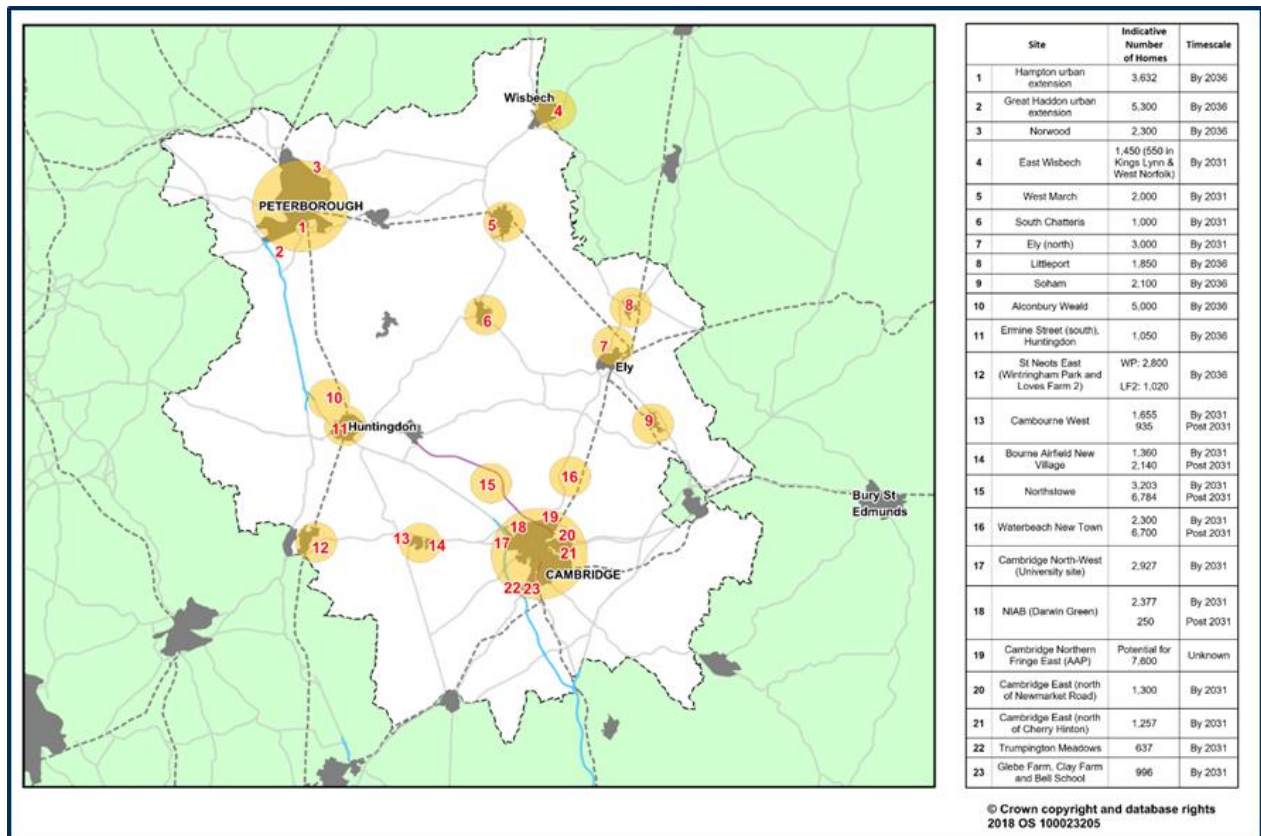 Wisbech
4
3
PETERBOROUGH
1
2
5
6
8
7
Ely
10
11
Huntingdon
9
15
16
Bury St
Edmunds
12
13
14
19
18
17
20
21
CAMBRIDGE
22
23
Site
Indicative
Number
of Homes
Timescale
1
Hampton urban
extension
3,632
By 2036
2
Great Haddon urban
extension
5,300
By 2036
3
Norwood
2,300
By 2036
4
East Wisbech
1,450 (550 in
Kings Lynn &
West Norfolk)
By 2031
5
West March
2,000
By 2031
6
South Chatteris
1,000
By 2031
7
Ely (north)
3,000
By 2031
8
Littleport
1,850
By 2036
9
Soham
2,100
By 2036
10
Alconbury Weald
5,000
By 2036
11
Ermine Street (south),
Huntingdon
1,050
By 2036
12
St Neots East
(Wintringham Park and
Loves Farm 2)
WP: 2,800
LF2: 1,020
By 2036
13
Cambourne West
1,655
935
By 2031
Post 2031
14
Bourne Airfield New
Village
1,360
2,140
By 2031
Post 2031
15
Northstowe
3,203
6,784
By 2031
Post 2031
16
Waterbeach New Town
2,300
6,700
By 2031
Post 2031
17
Cambridge North-West
(University site)
2,927
By 2031
18
NIAB (Darwin Green)
2,377
250
By 2031
Post 2031
19
Cambridge Northern
Fringe East (AAP)
Potential for
7,600
Unknown
20
Cambridge East (north
of Newmarket Road)
1,300
By 2031
21
Cambridge East (north
of Cherry Hinton)
1,257
By 2031
22
Trumpington Meadows
637
By 2031
23
Glebe Farm, Clay Farm
and Bell School
996
By 2031
© Crown copyright and database rights
2018 OS 100023205